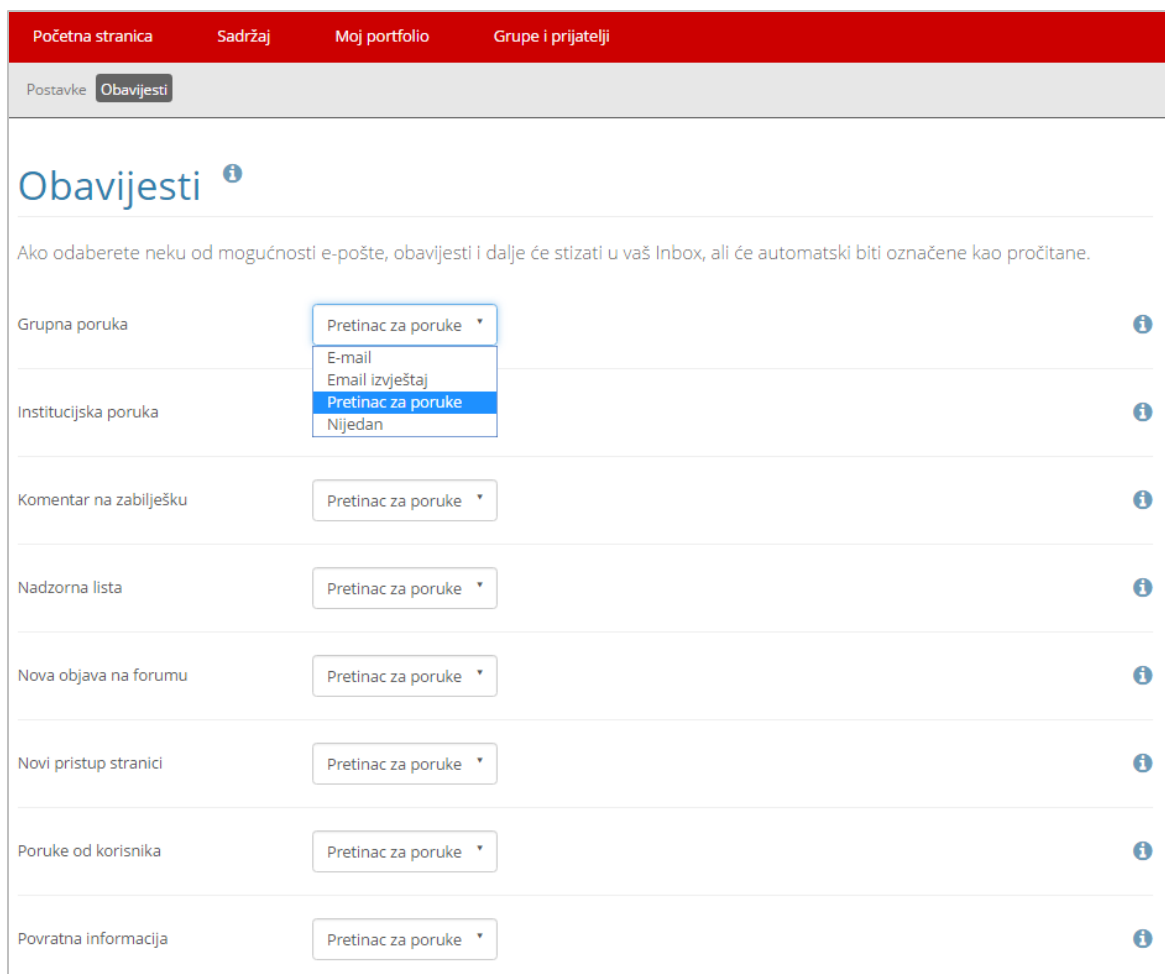 Početna stranica Sadržaj Moj portfolio Grupe i prijatelji
Postavke Obavijesti
Obavijesti
Ako odaberete neku od mogućnosti e-pošte, obavijesti i dalje će stizati u vaš Inbox, ali će automatski biti označene kao pročitane.
Grupna poruka Pretinac za poruke
E-mail
Email izvještaj
Pretinac za poruke
Nijedan
Institucijska poruka
Komentar na zabilješku Pretinac za poruke
Nadzorna lista Pretinac za poruke
Nova objava na forumu Pretinac za poruke
Novi pristup stranici Pretinac za poruke
Poruke od korisnika Pretinac za poruke
Povratna informacija Pretinac za poruke